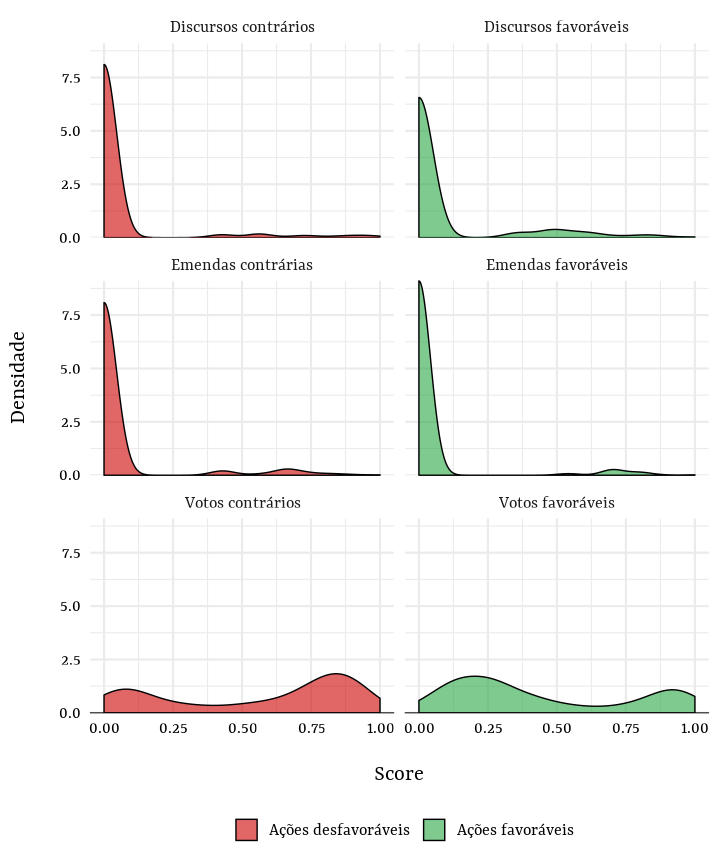 Discursos contrários
Discursos favoráveis
7.5
5.0
2.5
0.0
Emendas contrárias
Emendas favoráveis
7.5
5.0
2.5
0.0
Densidade
Votos contrários
Votos favoráveis
7.5
5.0
2.5
0.0
0.00 0.25 0.50 0.75 1.00
0.00 0.25 0.50 0.75 1.00
Score
Ações desfavoráveis
Ações favoráveis